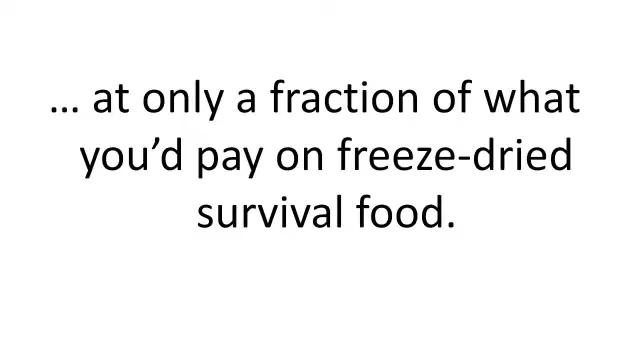 … at only a fraction of what
you’d pay on freeze-dried
survival food.